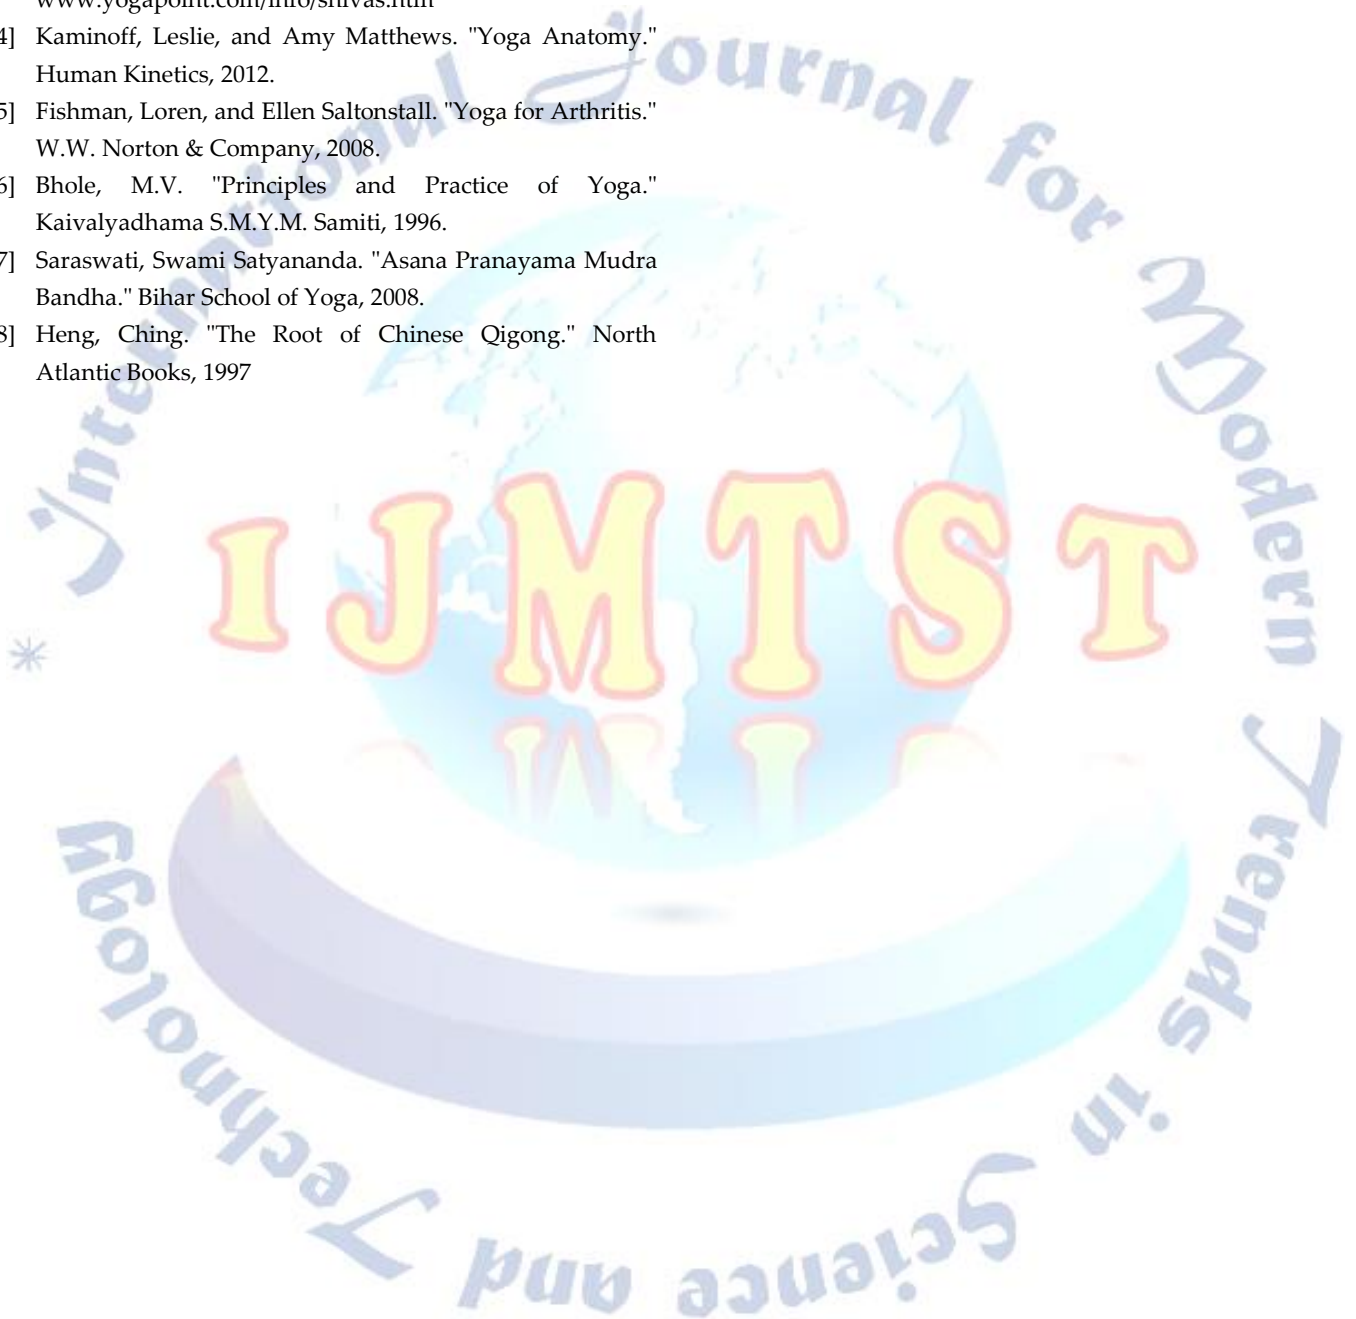 www.yogapoint.com/info/shivas.htm
4] Kaminoff, Leslie, and Amy Matthews. "Yoga Anatomy."
Human Kinetics, 2012.
5] Fishman, Loren, and Ellen Saltonstall. "Yoga for Arthritis."
W.W. Norton & Company, 2008.
6] Bhole, M.V. "Principles and Practice of Yoga."
Kaivalyadhama S.M.Y.M. Samiti, 1996.
7] Saraswati, Swami Satyananda. "Asana Pranayama Mudra
Bandha." Bihar School of Yoga, 2008.
8] Heng, Ching. "The Root of Chinese Qigong." North
Atlantic Books, 1997
International Journal for Modern Trends in Science and Technology
IJMTST
*